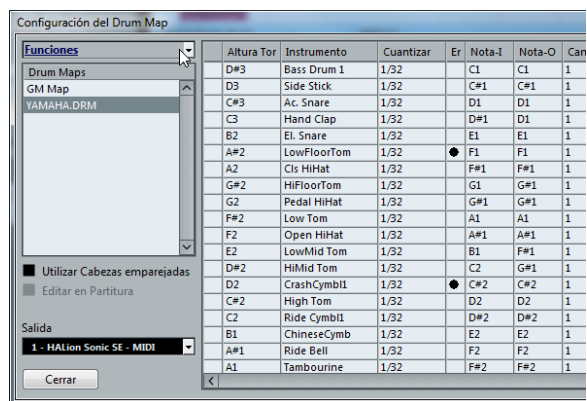 Configuración del Drum Map
Funciones
Drum Maps
GM Map
YAMAHA.DRM
Utilizar Cabezas emparejadas
Editar en Partitura
Salida
1 - HALion Sonic SE - MIDI
Cerrar
Altura Tor Instrumento Cuantizar Er Nota-I Nota-O Can
D#3 Bass Drum 1 1/32 C1 C1 1
D3 Side Stick 1/32 C#1 C#1 1
C#3 Ac. Snare 1/32 D1 D1 1
C3 Hand Clap 1/32 D#1 D#1 1
B2 El. Snare 1/32 E1 E1 1
A#2 LowFloorTom 1/32 F1 F1 1
A2 Cls HiHat 1/32 F#1 F#1 1
G#2 HiFloorTom 1/32 G1 G#1 1
G2 Pedal HiHat 1/32 G#1 G#1 1
F#2 Low Tom 1/32 A1 A1 1
F2 Open HiHat 1/32 A#1 A#1 1
E2 LowMid Tom 1/32 B1 F#1 1
D#2 HiMid Tom 1/32 C2 G#1 1
D2 CrashCymbl1 1/32 C#2 C#2 1
C#2 High Tom 1/32 D2 D2 1
C2 Ride Cymbl1 1/32 D#2 D#2 1
B1 ChineseCymb 1/32 E2 E2 1
A#1 Ride Bell 1/32 F2 F2 1
A1 Tambourine 1/32 F#2 F#2 1